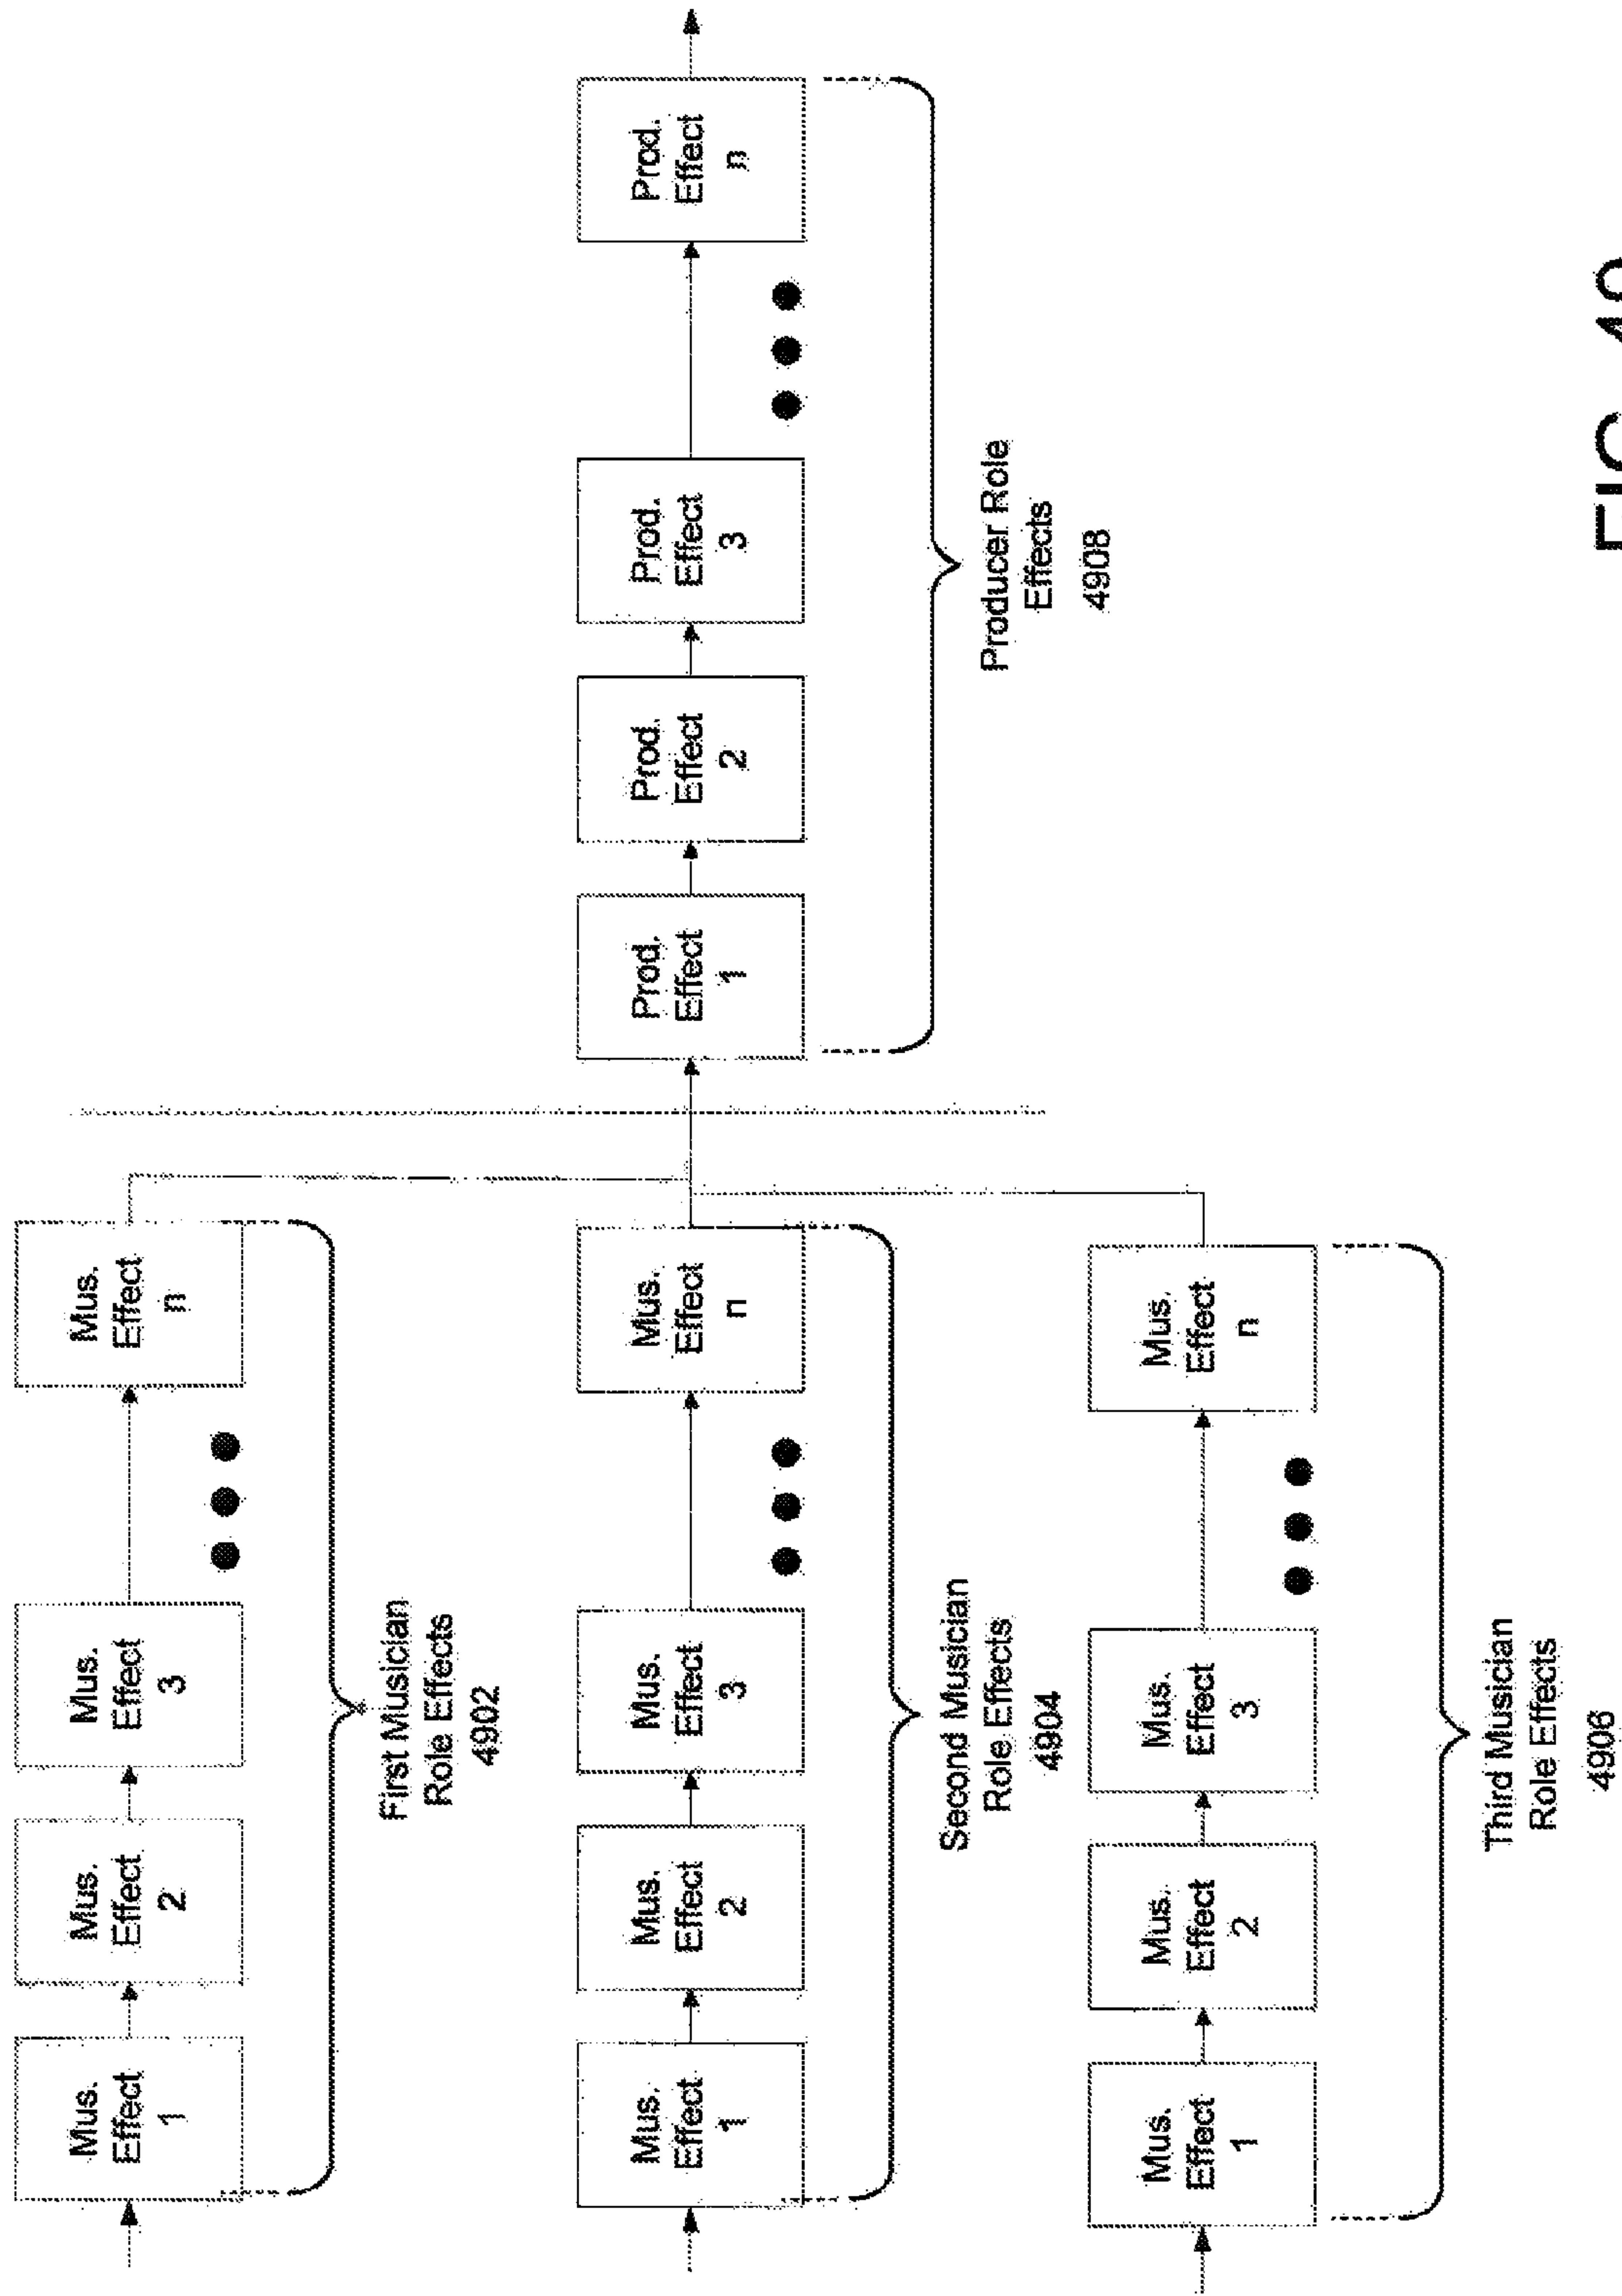 Mus.
Effect
1
Mus.
Effect
2
Mus.
Effect
3
Mus.
Effect
n
First Musician
Role Effects
4902
Mus.
Effect
1
Mus.
Effect
2
Mus.
Effect
3
Mus.
Effect
n
Second Musician
Role Effects
4904
Prod.
Effect
1
Prod.
Effect
2
Prod.
Effect
3
Prod.
Effect
n
Producer Role
Effects
4908
Mus.
Effect
1
Mus.
Effect
2
Mus.
Effect
3
Mus.
Effect
n
Third Musician
Role Effects
4906
FIG. 49